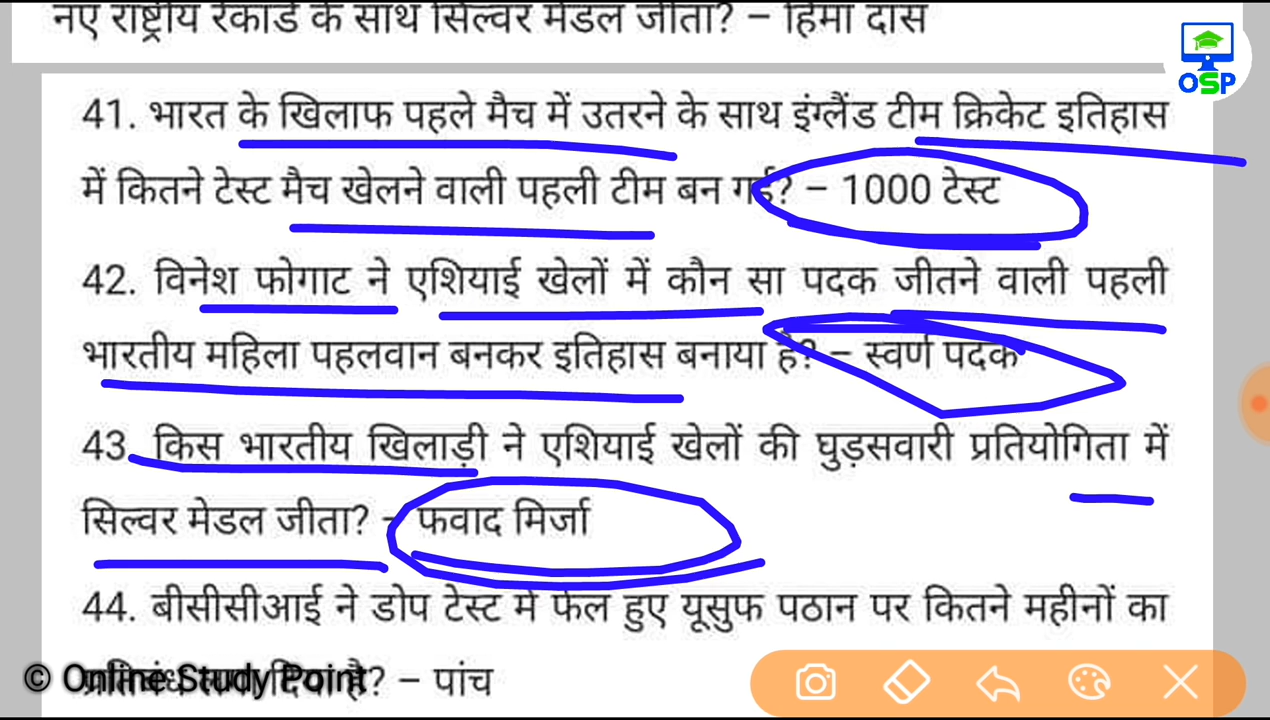 नए राष्ट्रीय रेकॉर्ड के साथ सिल्वर मेडल जीता? – हिमा दास
OSP
41. भारत के खिलाफ पहले मैच में उतरने के साथ इंग्लैंड टीम क्रिकेट इतिहास
में कितने टेस्ट मैच खेलने वाली पहली टीम बन गई? – 1000 टेस्ट
42. विनेश फोगाट ने एशियाई खेलों में कौन सा पदक जीतने वाली पहली
भारतीय महिला पहलवान बनकर इतिहास बनाया है? – स्वर्ण पदक
43. किस भारतीय खिलाड़ी ने एशियाई खेलों की घुड़सवारी प्रतियोगिता में
सिल्वर मेडल जीता? – फवाद मिर्जा
44. बीसीसीआई ने डोप टेस्ट में फेल हुए यूसुफ पठान पर कितने महीनों का
है? – पांच
© Online Study Point